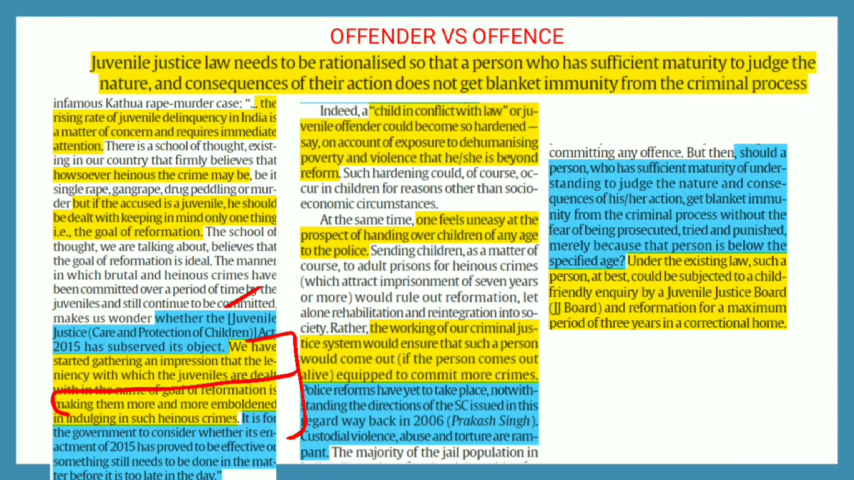 OFFENDER VS OFFENCE
Juvenile justice law needs to be rationalised so that a person who has sufficient maturity to judge the
nature, and consequences of their action does not get blanket immunity from the criminal process
infamous Kathua rape-murder case: “... the
rising rate of juvenile delinquency in India is
a matter of concern and requires immediate
attention. There is a school of thought, exist-
ing in our country that firmly believes that
howsoever heinous the crime may be, be it
single rape, gangrape, drug peddling or mur-
der but if the accused is a juvenile, he should
be dealt with keeping in mind only one thing
i.e., the goal of reformation. The school of
thought, we are talking about, believes that
the goal of reformation is ideal. The manner
in which brutal and heinous crimes have
been committed over a period of time by the
juveniles and still continue to be committed,
makes us wonder whether the [Juvenile
Justice (Care and Protection of Children)] Act,
2015 has subserved its object. We have
started gathering an impression that the le-
niency with which the juveniles are dealt
with in the name of goal of reformation is
making them more and more emboldened
in indulging in such heinous crimes. It is for
the government to consider whether its en-
actment of 2015 has proved to be effective or
something still needs to be done in the mat-
ter before it is too late in the day.”
Indeed, a “child in conflict with law” or ju-
venile offender could become so hardened —
say, on account of exposure to dehumanising
poverty and violence that he/she is beyond
reform. Such hardening could, of course, oc-
cur in children for reasons other than socio-
economic circumstances.
At the same time, one feels uneasy at the
prospect of handing over children of any age
to the police. Sending children, as a matter of
course, to adult prisons for heinous crimes
(which attract imprisonment of seven years
or more) would rule out reformation, let
alone rehabilitation and reintegration into so-
ciety. Rather, the working of our criminal jus-
tice system would ensure that such a person
would come out (if the person comes out
alive) equipped to commit more crimes.
Police reforms have yet to take place, notwith-
standing the directions of the SC issued in this
regard way back in 2006 (Prakash Singh).
Custodial violence, abuse and torture are ram-
pant. The majority of the jail population in
committing any offence. But then, should a
person, who has sufficient maturity of under-
standing to judge the nature and conse-
quences of his/her action, get blanket immu-
nity from the criminal process without the
fear of being prosecuted, tried and punished,
merely because that person is below the
specified age? Under the existing law, such a
person, at best, could be subjected to a child-
friendly enquiry by a Juvenile Justice Board
(JJ Board) and reformation for a maximum
period of three years in a correctional home.